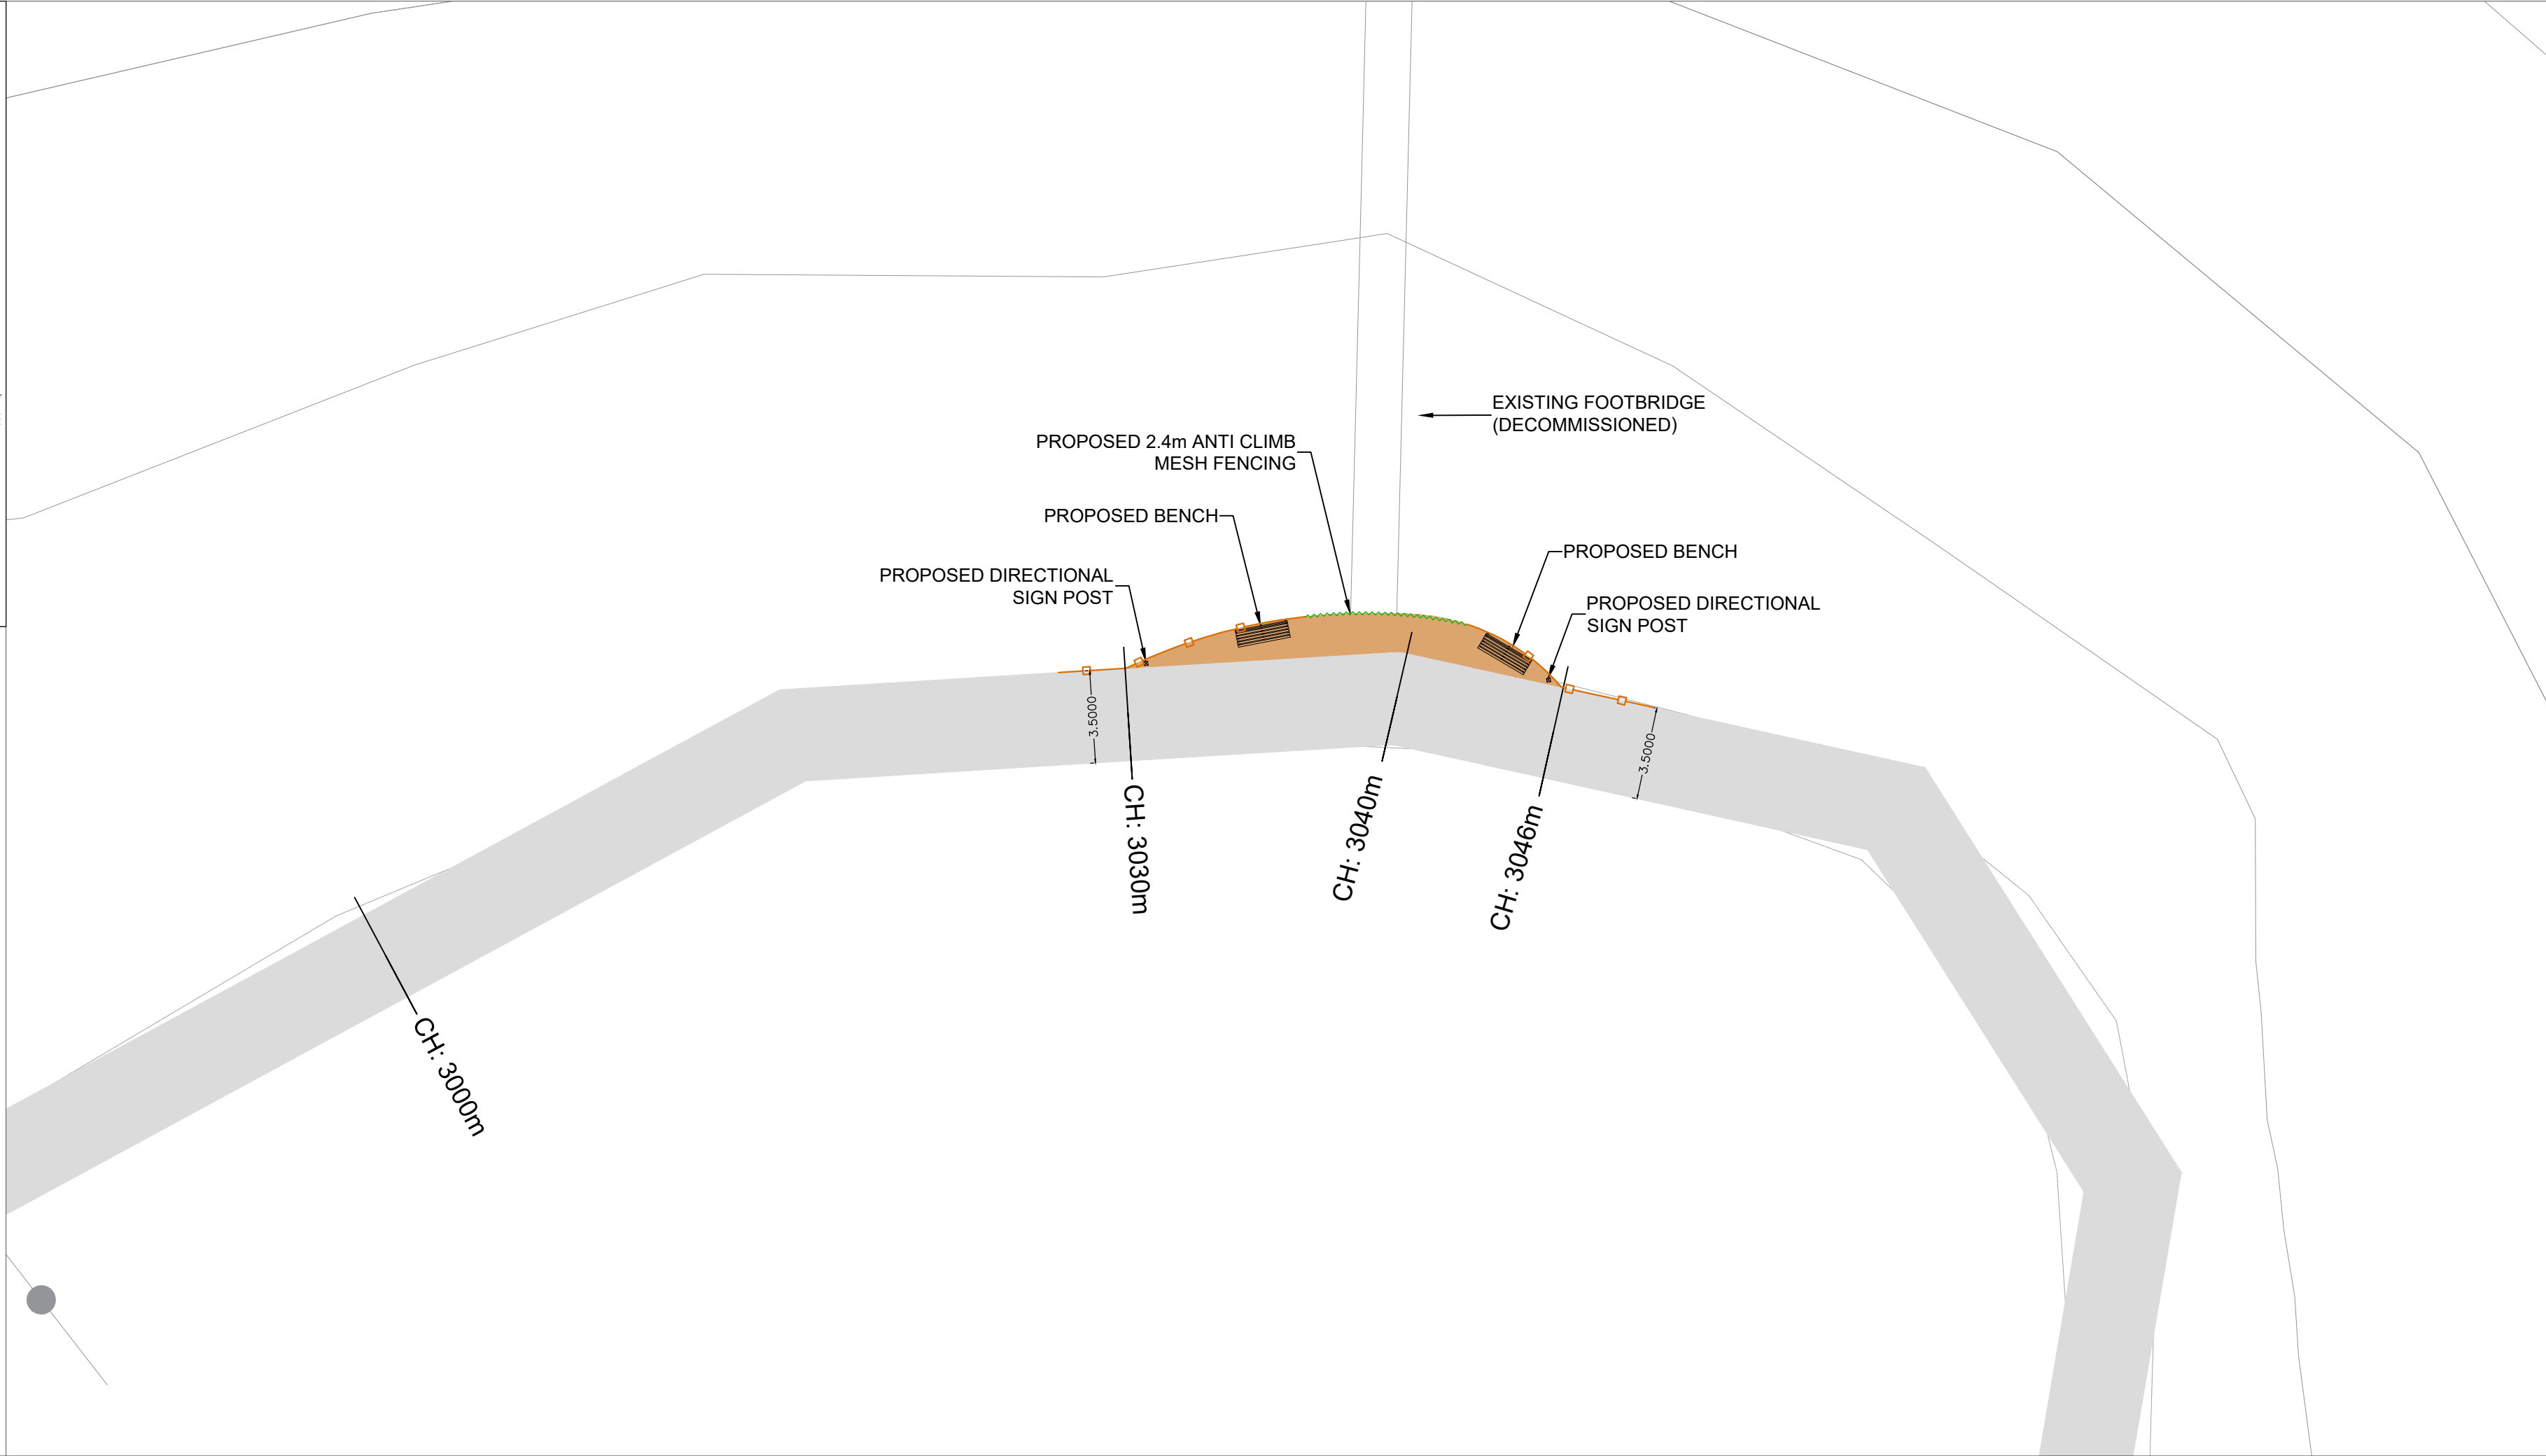 EXISTING FOOTBRIDGE
(DECOMMISSIONED)
PROPOSED 2.4m ANTI CLIMB
MESH FENCING
PROPOSED BENCH
PROPOSED BENCH
PROPOSED DIRECTIONAL
SIGN POST
PROPOSED DIRECTIONAL
SIGN POST
3.5000
3.5000
CH: 3030m
CH: 3040m
CH: 3046m
CH: 3000m